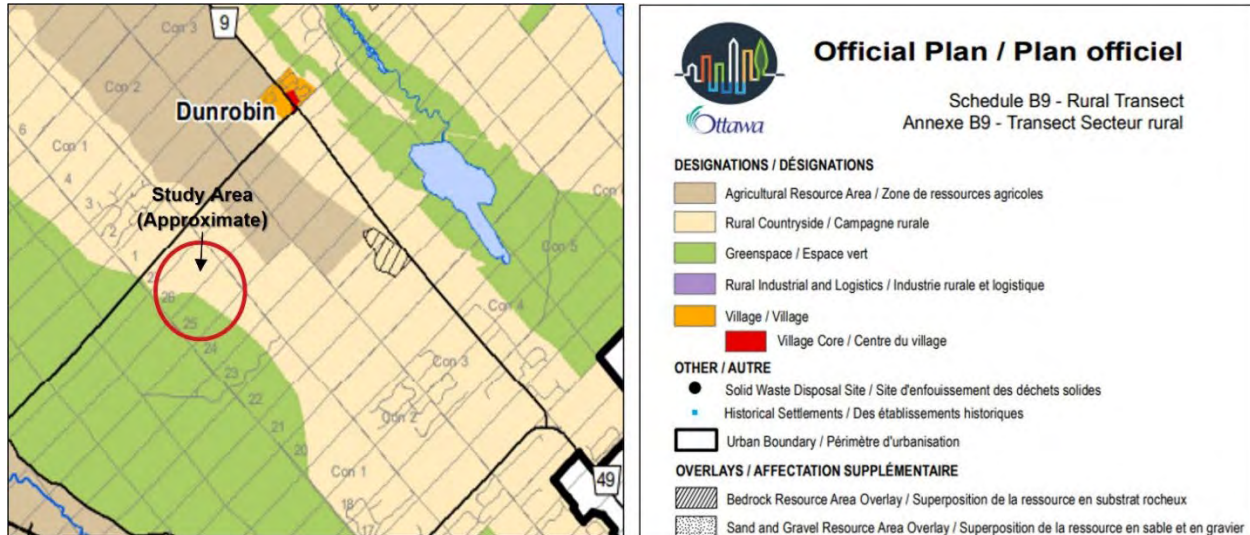 9
Con 3
Con 2
Dunrobin
6
Con 1
4
3
2
1
Study Area
(Approximate)
26
25
24
23
22
21
20
Con 5
Con 4
Con 3
Con 2
Con 1
18
17
49
Official Plan / Plan officiel
Schedule B9 - Rural Transect
Annexe B9 - Transect Secteur rural
Ottawa
DESIGNATIONS / DÉSIGNATIONS
Agricultural Resource Area / Zone de ressources agricoles
Rural Countryside / Campagne rurale
Greenspace / Espace vert
Rural Industrial and Logistics / Industrie rurale et logistique
Village / Village
Village Core / Centre du village
OTHER / AUTRE
Solid Waste Disposal Site / Site d'enfouissement des déchets solides
Historical Settlements / Des établissements historiques
Urban Boundary / Périmètre d'urbanisation
OVERLAYS / AFFECTATION SUPPLÉMENTAIRE
Bedrock Resource Area Overlay / Superposition de la ressource en substrat rocheux
Sand and Gravel Resource Area Overlay / Superposition de la ressource en sable et en gravier